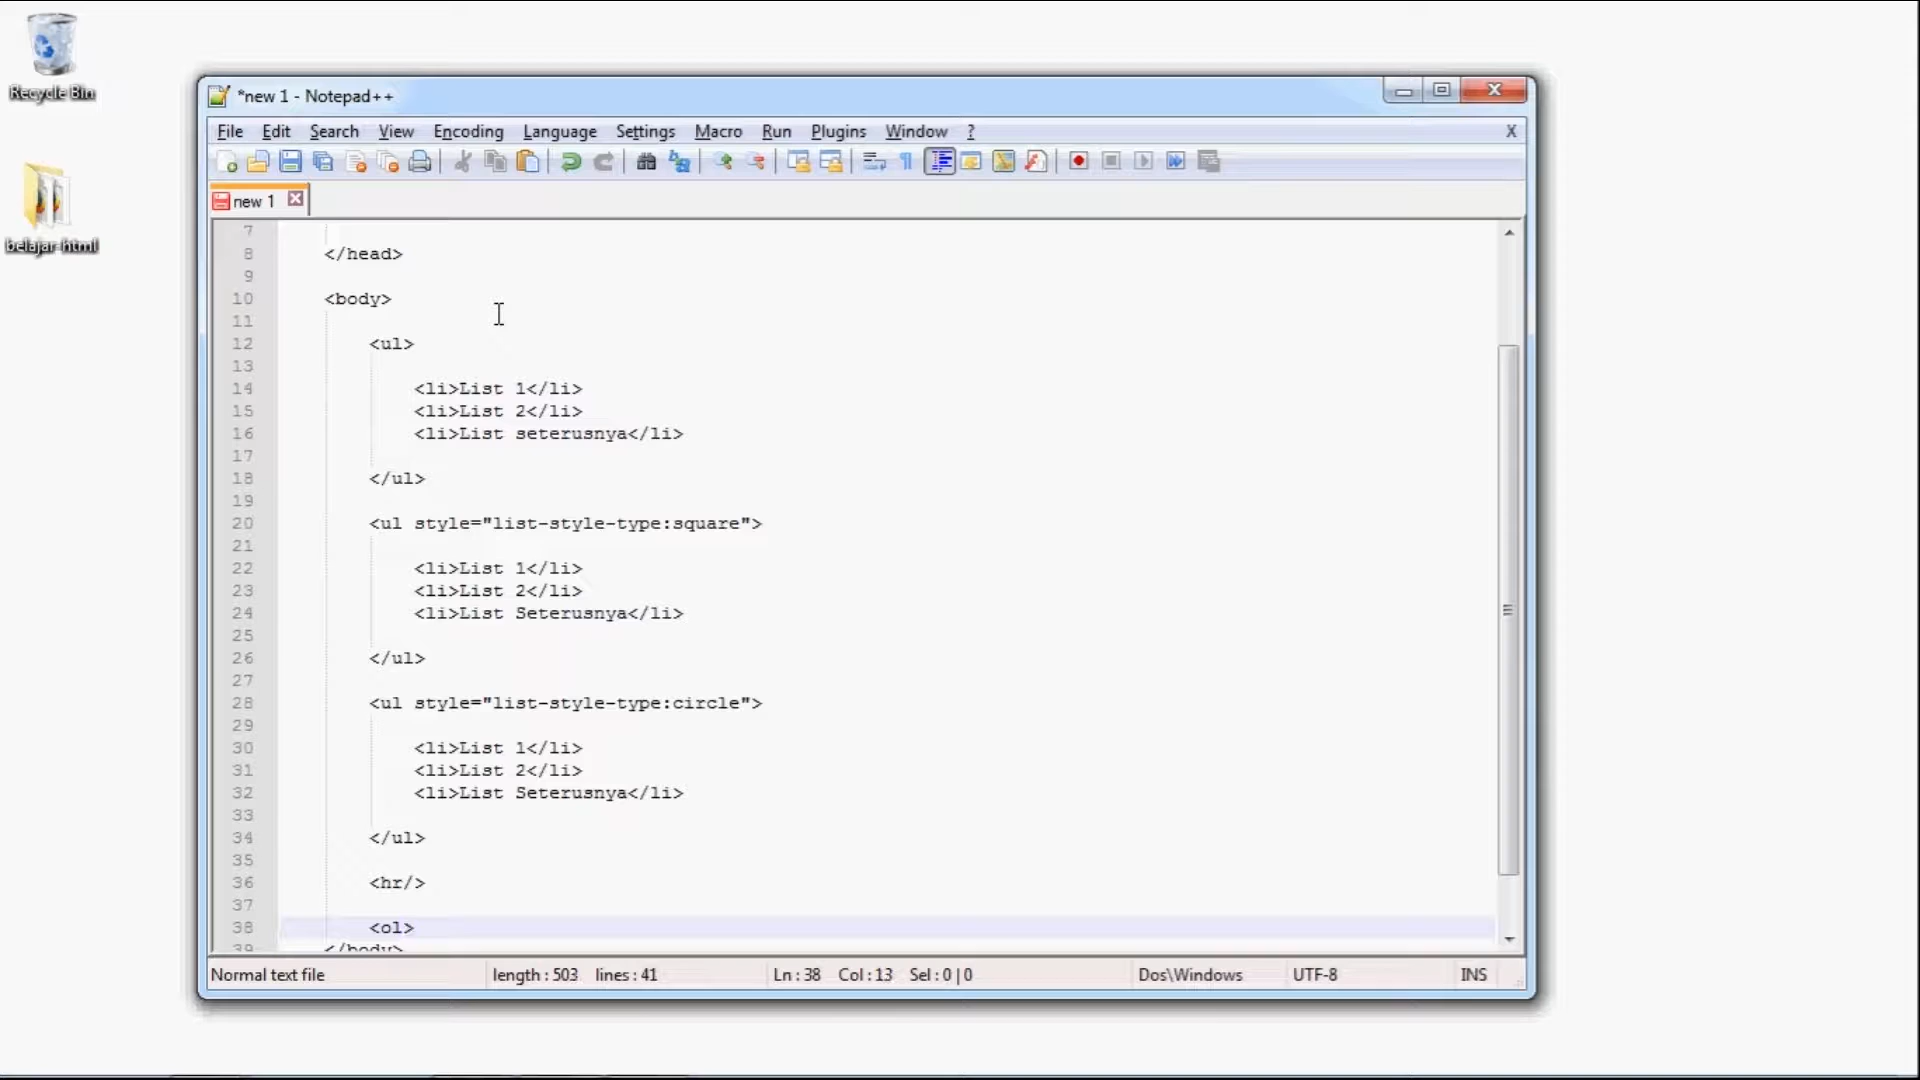 Recycle Bin
belajar-html
*new 1 - Notepad++
File Edit Search View Encoding Language Settings Macro Run Plugins Window ? X
new 1
7
8 </head>
9
10 <body>
11
12 <ul>
13
14 <li>List 1</li>
15 <li>List 2</li>
16 <li>List seterusnya</li>
17
18 </ul>
19
20 <ul style="list-style-type:square">
21
22 <li>List 1</li>
23 <li>List 2</li>
24 <li>List Seterusnya</li>
25
26 </ul>
27
28 <ul style="list-style-type:circle">
29
30 <li>List 1</li>
31 <li>List 2</li>
32 <li>List Seterusnya</li>
33
34 </ul>
35
36 <hr/>
37
38 <ol>
39 </body>
Normal text file length : 503 lines : 41 Ln : 38 Col : 13 Sel : 0 | 0 Dos\Windows UTF-8 INS